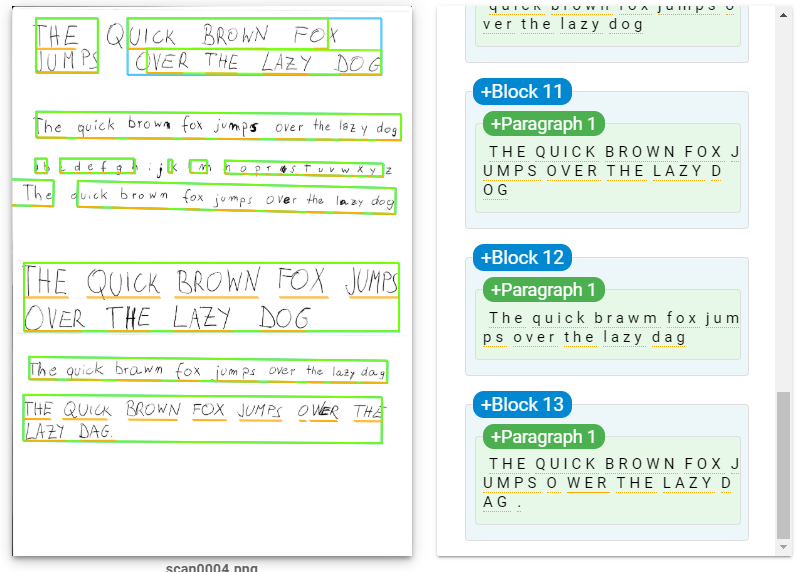 THE QUICK BROWN FOX
JUMPS OVER THE LAZY DOG
The quick brown fox jumps over the lazy dog
c d e f g h i j k m n o p r s T u v w x y z
The quick brown fox jumps over the lazy dog
THE QUICK BROWN FOX JUMPS
OVER THE LAZY DOG
The quick brawn fox jumps over the lazy dag
THE QUICK BROWN FOX JUMPS OWER THE
LAZY DAG.
scan0004.png
quick brown fox jumps o
ver the lazy dog
+Block 11
+Paragraph 1
THE QUICK BROWN FOX J
UMPS OVER THE LAZY D
OG
+Block 12
+Paragraph 1
The quick brawm fox jum
ps over the lazy dag
+Block 13
+Paragraph 1
THE QUICK BROWN FOX J
UMPS O WER THE LAZY D
AG .